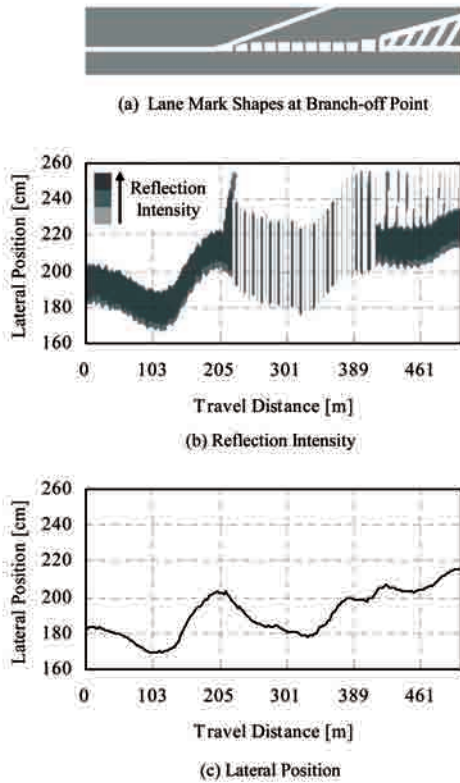 (a) Lane Mark Shapes at Branch-off Point
260
240
220
200
180
160
Lateral Position [cm]
Reflection
Intensity
0 103 205 301 389 461
Travel Distance [m]
(b) Reflection Intensity
260
240
220
200
180
160
Lateral Position [cm]
0 103 205 301 389 461
Travel Distance [m]
(c) Lateral Position